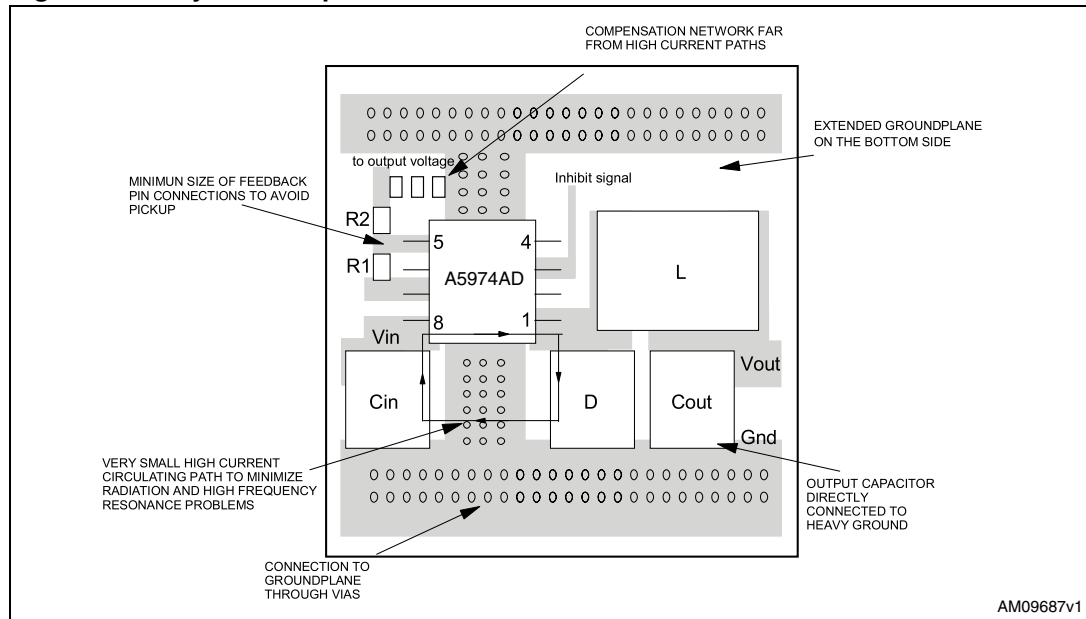 COMPENSATION NETWORK FAR
FROM HIGH CURRENT PATHS
EXTENDED GROUNDPLANE
ON THE BOTTOM SIDE
to output voltage
MINIMUN SIZE OF FEEDBACK
PIN CONNECTIONS TO AVOID
PICKUP
Inhibit signal
R2
5
4
R1
A5974AD
L
8
1
Vin
Vout
Cin
D
Cout
Gnd
VERY SMALL HIGH CURRENT
CIRCULATING PATH TO MINIMIZE
RADIATION AND HIGH FREQUENCY
RESONANCE PROBLEMS
OUTPUT CAPACITOR
DIRECTLY
CONNECTED TO
HEAVY GROUND
CONNECTION TO
GROUNDPLANE
THROUGH VIAS
AM09687v1